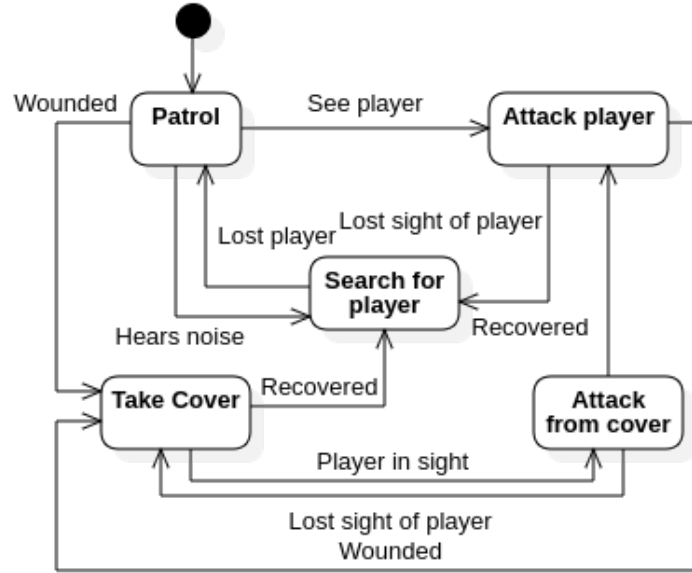 Wounded
Patrol
See player
Attack player
Lost player
Lost sight of player
Search for
player
Hears noise
Recovered
Take Cover
Recovered
Attack
from cover
Player in sight
Lost sight of player
Wounded